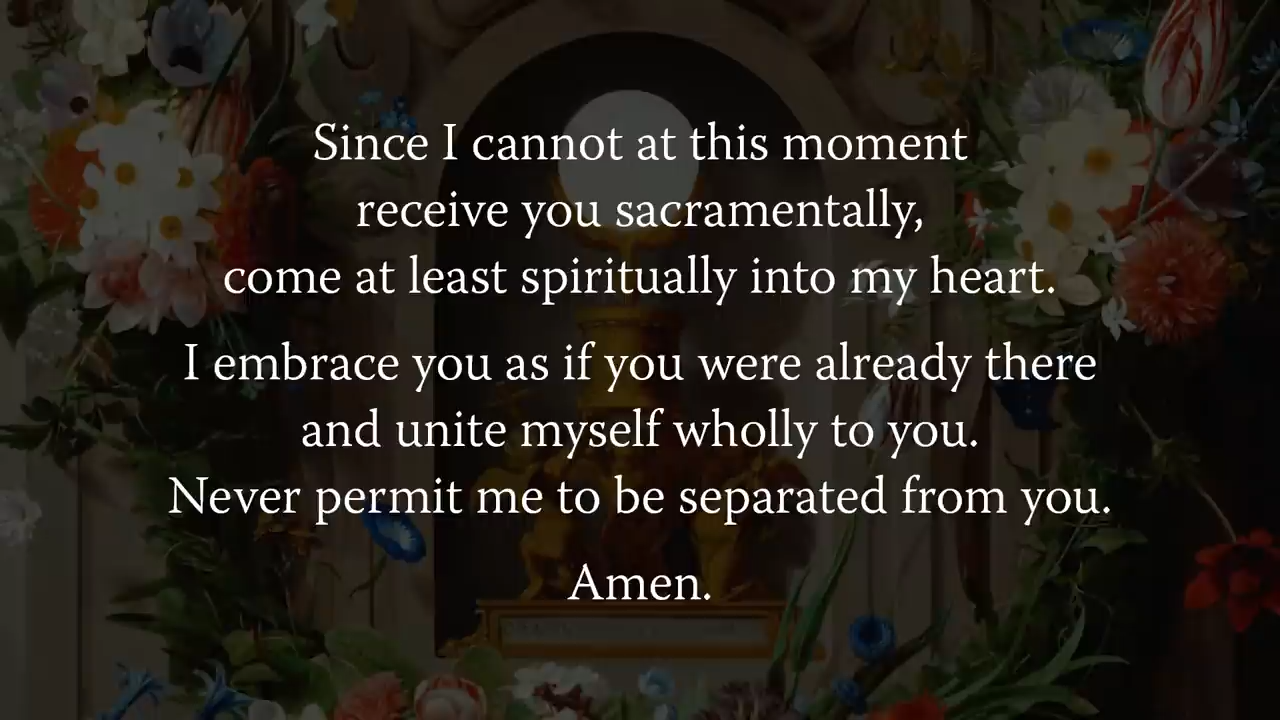 Since I cannot at this moment
receive you sacramentally,
come at least spiritually into my heart.
I embrace you as if you were already there
and unite myself wholly to you.
Never permit me to be separated from you.
Amen.